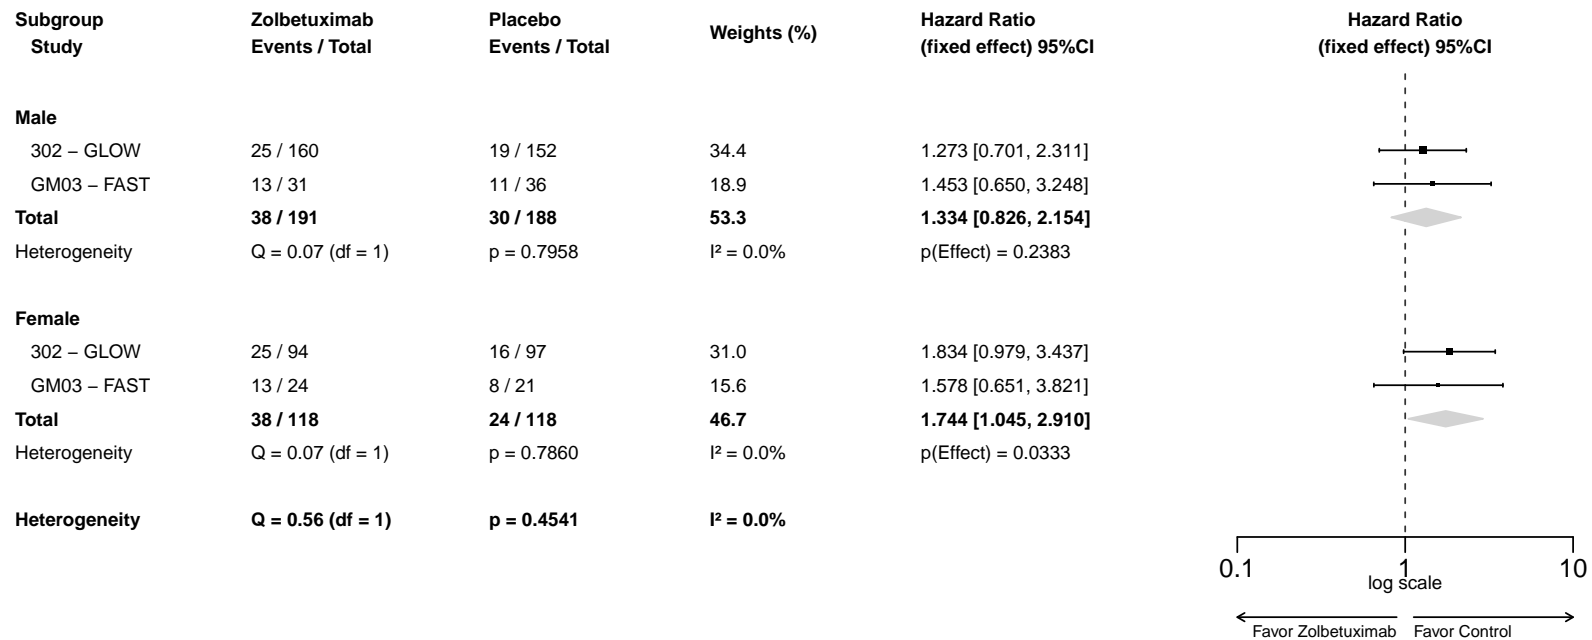 Subgroup Zolbetuximab Placebo Weights (%) Hazard Ratio Hazard Ratio
Study Events / Total Events / Total (fixed effect) 95%CI (fixed effect) 95%CI
Male
302 – GLOW 25 / 160 19 / 152 34.4 1.273 [0.701, 2.311]
GM03 – FAST 13 / 31 11 / 36 18.9 1.453 [0.650, 3.248]
Total 38 / 191 30 / 188 53.3 1.334 [0.826, 2.154]
Heterogeneity Q = 0.07 (df = 1) p = 0.7958 I² = 0.0% p(Effect) = 0.2383
Female
302 – GLOW 25 / 94 16 / 97 31.0 1.834 [0.979, 3.437]
GM03 – FAST 13 / 24 8 / 21 15.6 1.578 [0.651, 3.821]
Total 38 / 118 24 / 118 46.7 1.744 [1.045, 2.910]
Heterogeneity Q = 0.07 (df = 1) p = 0.7860 I² = 0.0% p(Effect) = 0.0333
Heterogeneity Q = 0.56 (df = 1) p = 0.4541 I² = 0.0%
0.1 1 10
log scale
Favor Zolbetuximab Favor Control